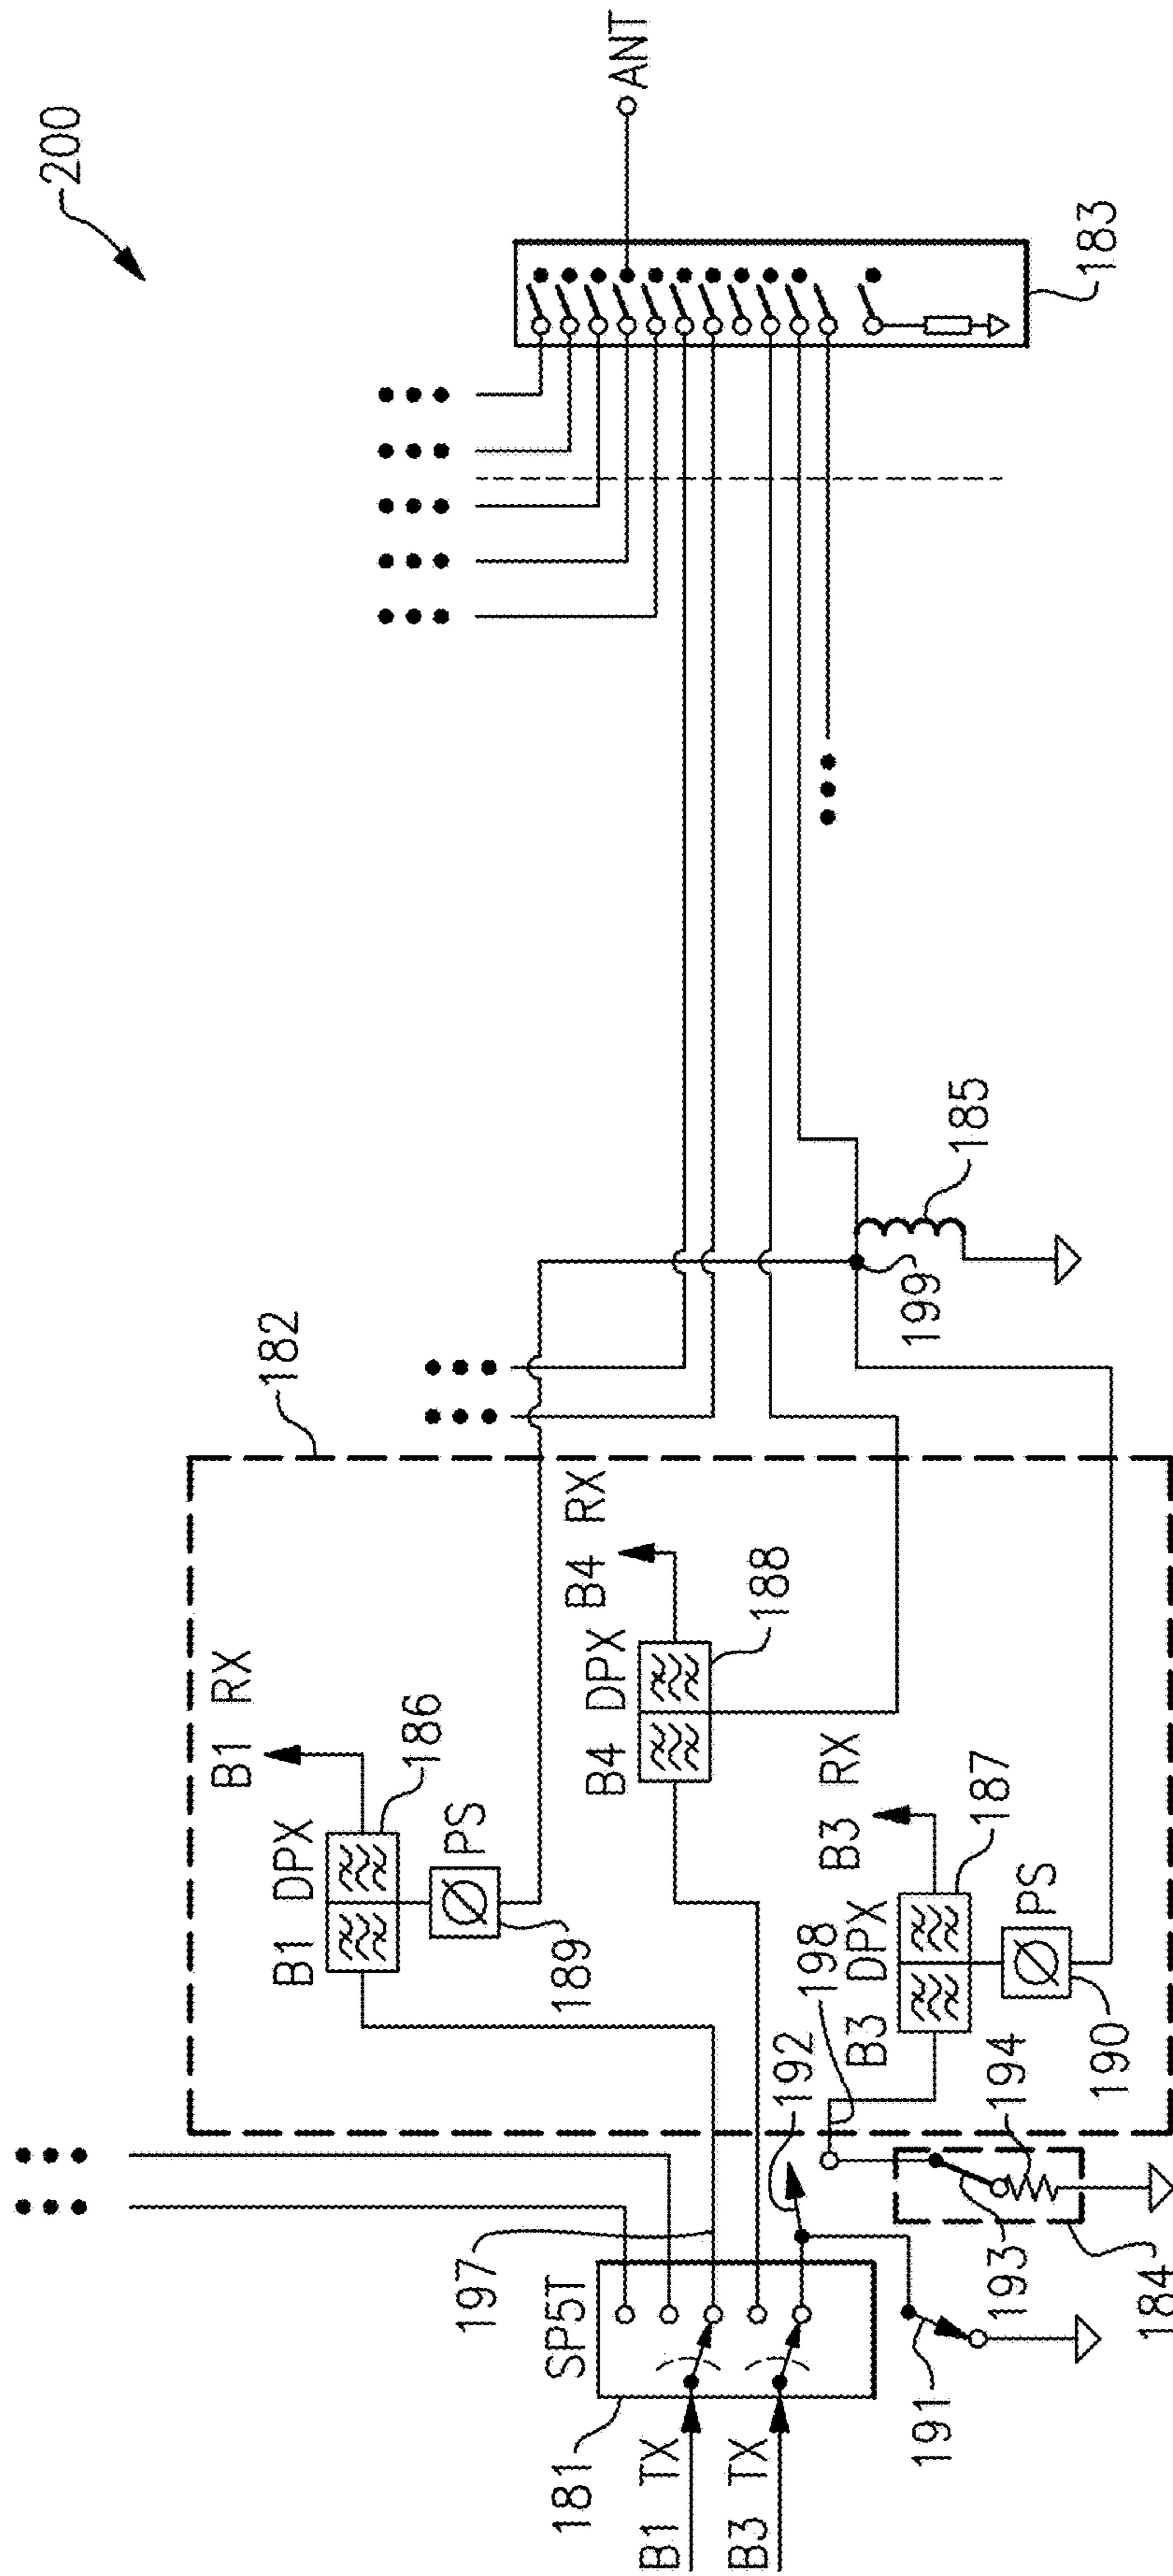 200
ANT
183
182
185
199
B1 RX
B1 DPX
186
PS
189
B4 RX
B4 DPX
188
B3 RX
B3 DPX
187
PS
190
198
192
194
193
184
191
197
SP5T
181
B1 TX
B3 TX